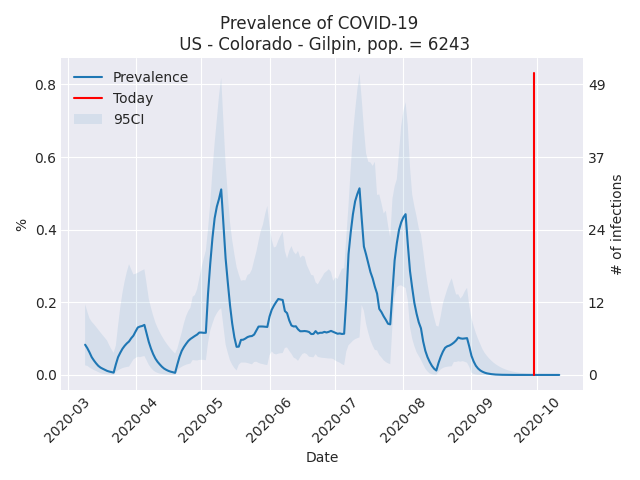 Prevalence of COVID-19
US - Colorado - Gilpin, pop. = 6243
Prevalence
Today
95CI
0.8
0.6
0.4
0.2
0.0
%
49
37
24
12
0
# of infections
2020-03
2020-04
2020-05
2020-06
2020-07
2020-08
2020-09
2020-10
Date